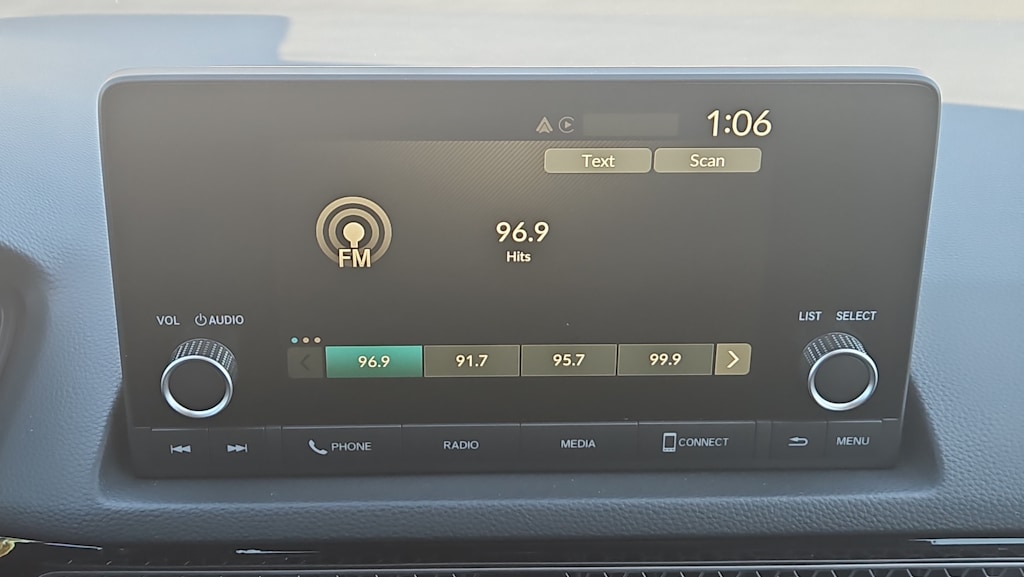 1:06
Text Scan
96.9
FM
Hits
VOL AUDIO
LIST SELECT
96.9 91.7 95.7 99.9
PHONE RADIO MEDIA CONNECT MENU